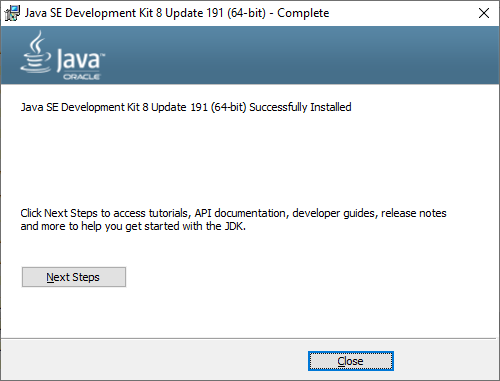 Java SE Development Kit 8 Update 191 (64-bit) - Complete
Java
ORACLE
Java SE Development Kit 8 Update 191 (64-bit) Successfully Installed
Click Next Steps to access tutorials, API documentation, developer guides, release notes
and more to help you get started with the JDK.
Next Steps
Close